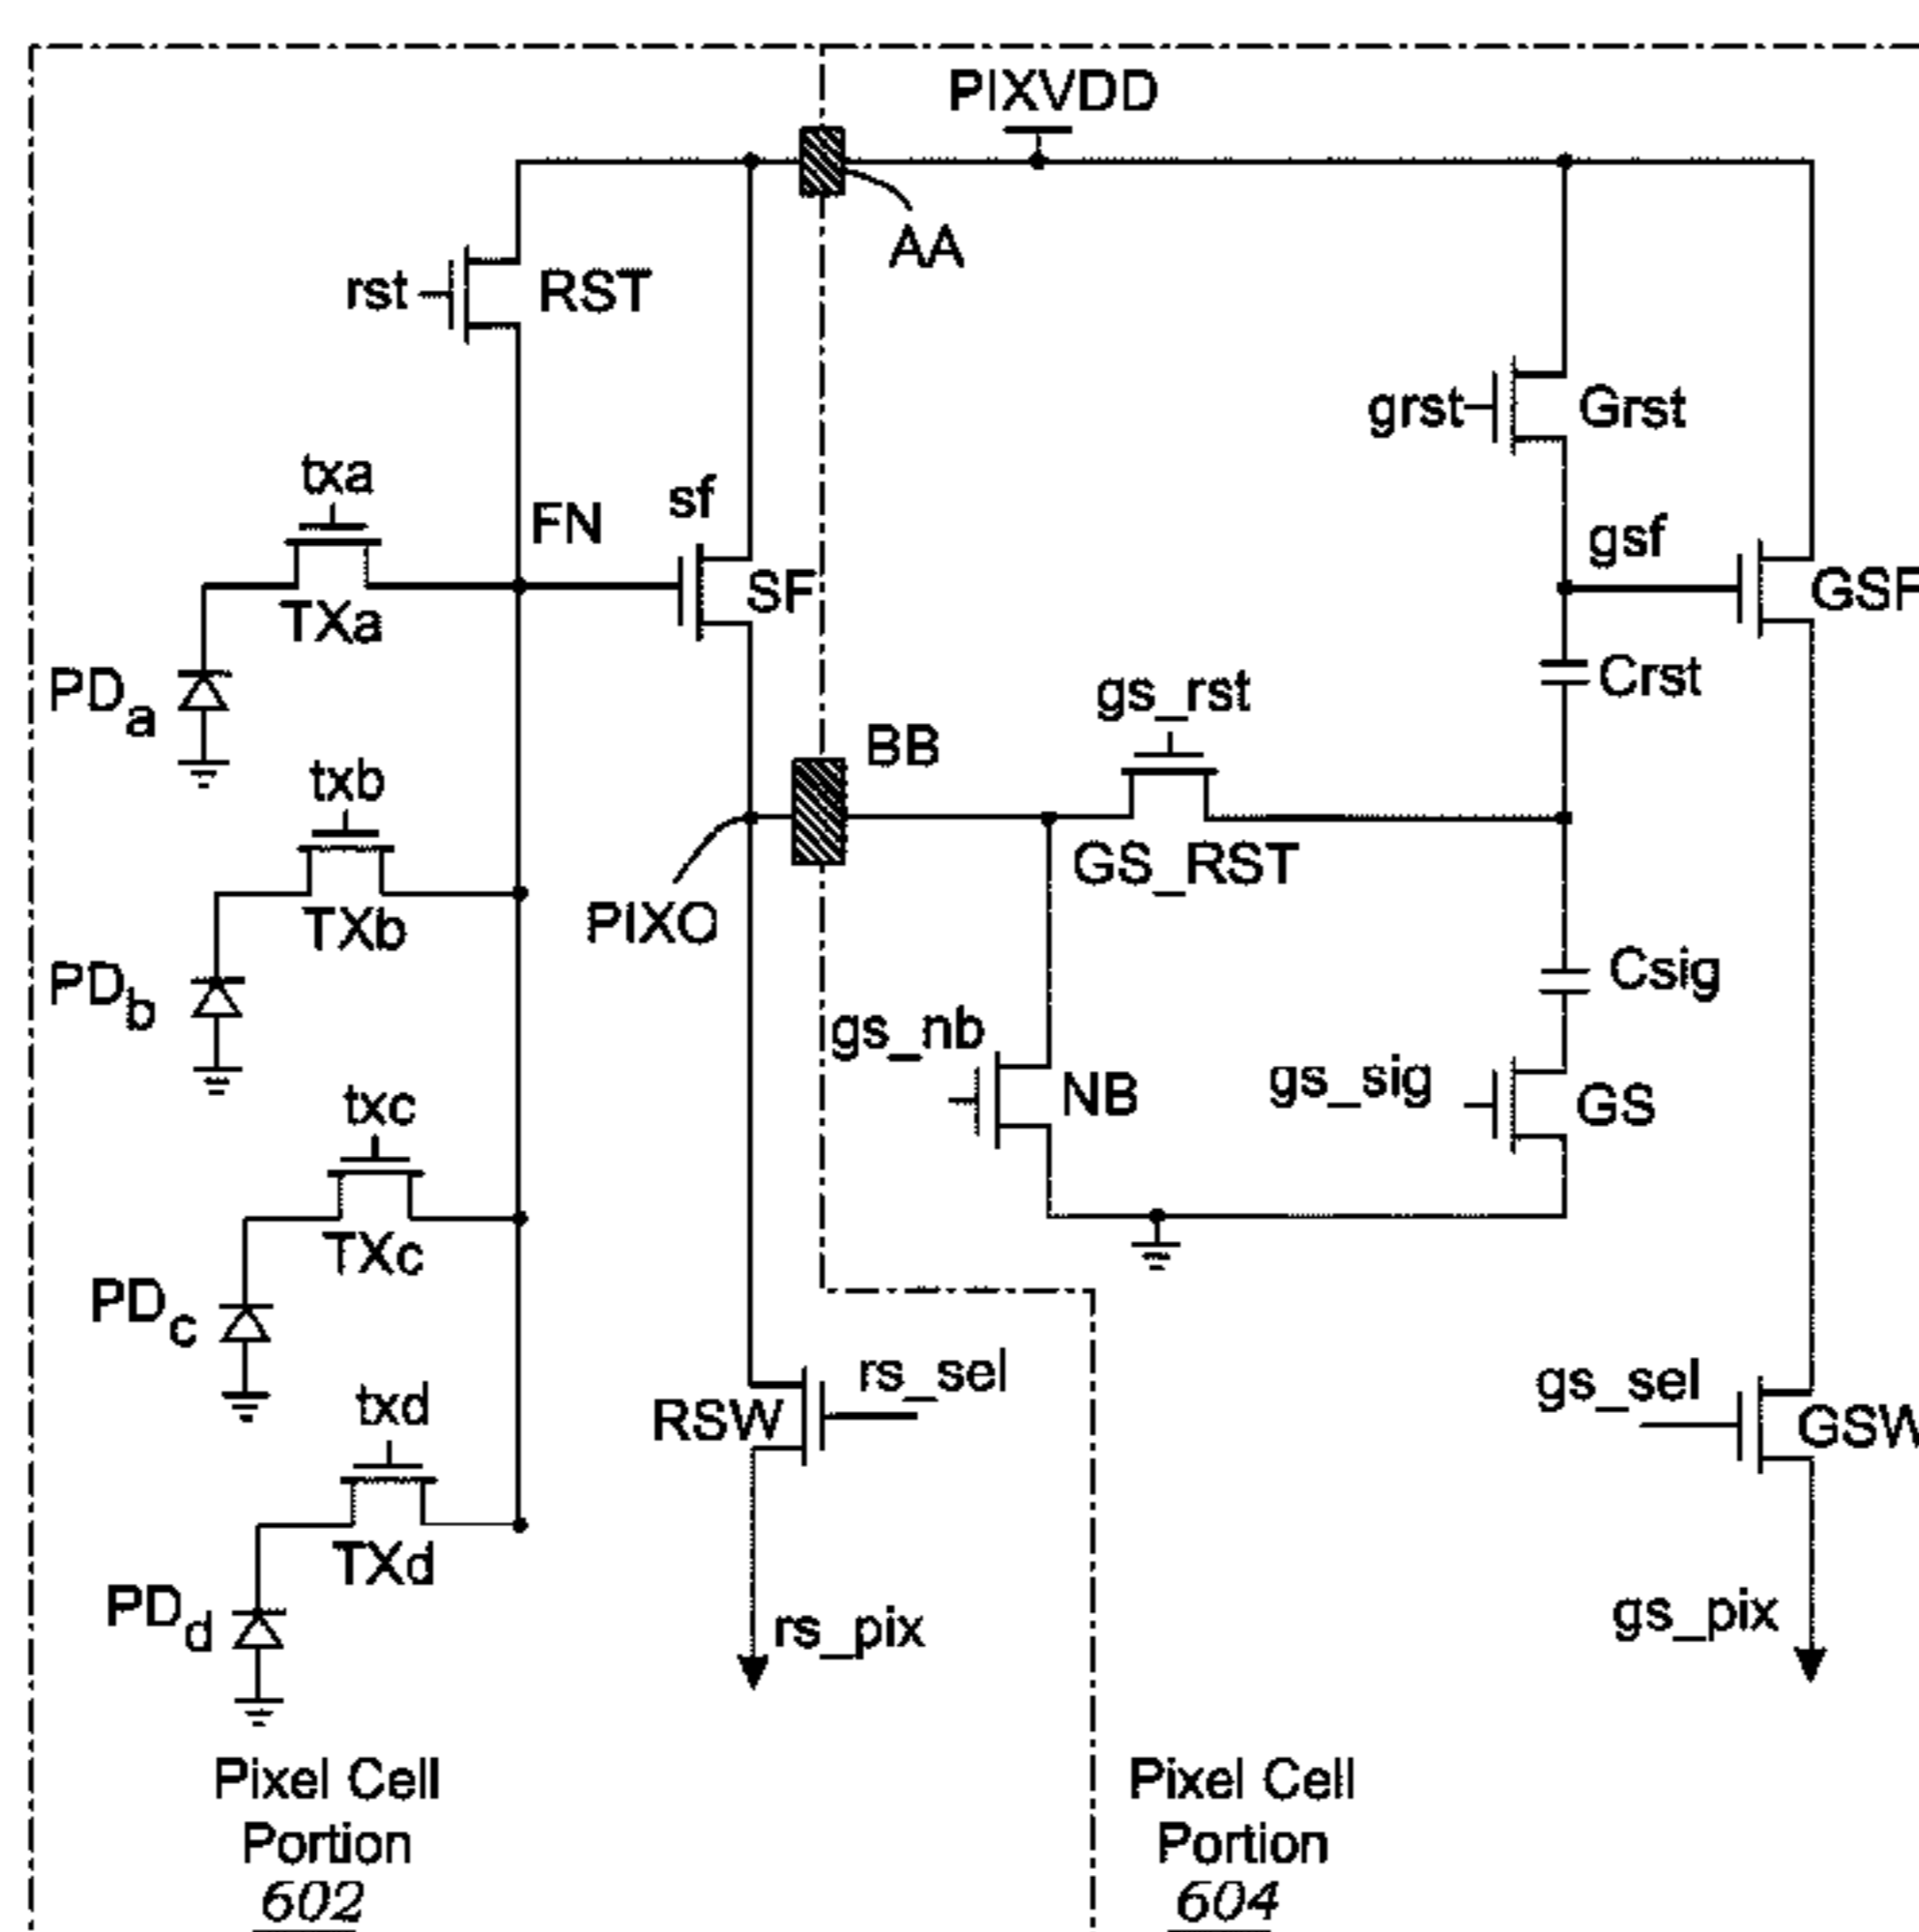 PIXVDD
AA
rst
RST
grst
Grst
txa
FN
sf
gsf
TXa
SF
GSF
PDa
gs_rst
Crst
BB
txb
GS_RST
TXb
PIXO
PDb
Csig
gs_nb
NB
gs_sig
GS
txc
TXc
PDc
rs_sel
gs_sel
txd
RSW
GSW
TXd
PDd
rs_pix
gs_pix
Pixel Cell
Portion
602
Pixel Cell
Portion
604